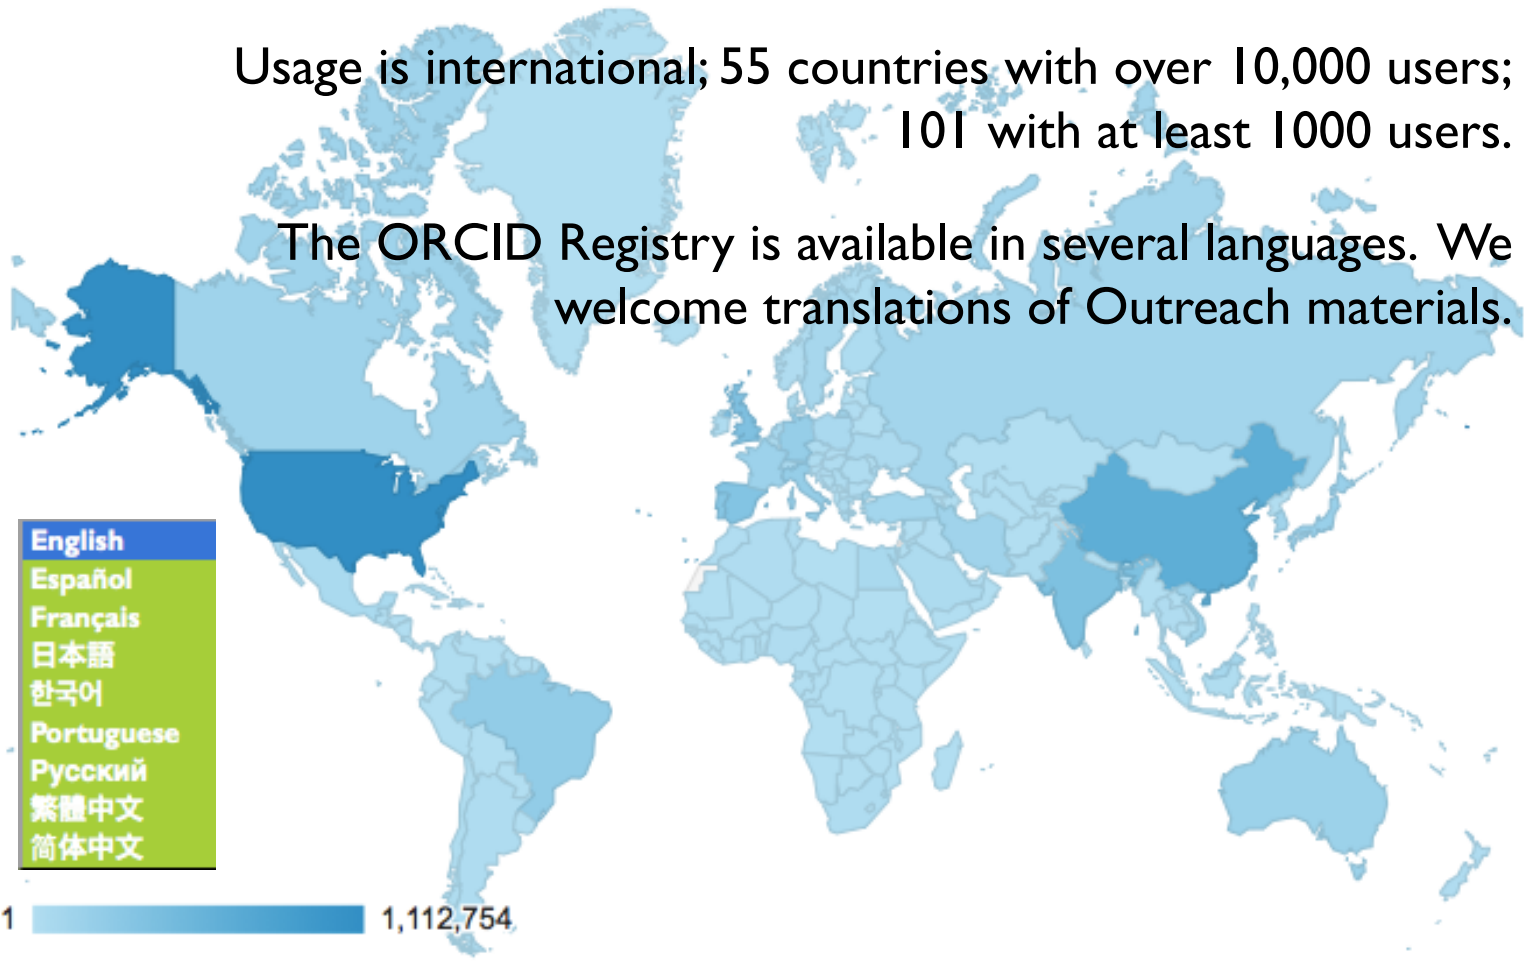 Usage is international; 55 countries with over 10,000 users;
101 with at least 1000 users.
The ORCID Registry is available in several languages. We
welcome translations of Outreach materials.
English
Español
Français
日本語
한국어
Portuguese
Русский
繁體中文
简体中文
1 1,112,754